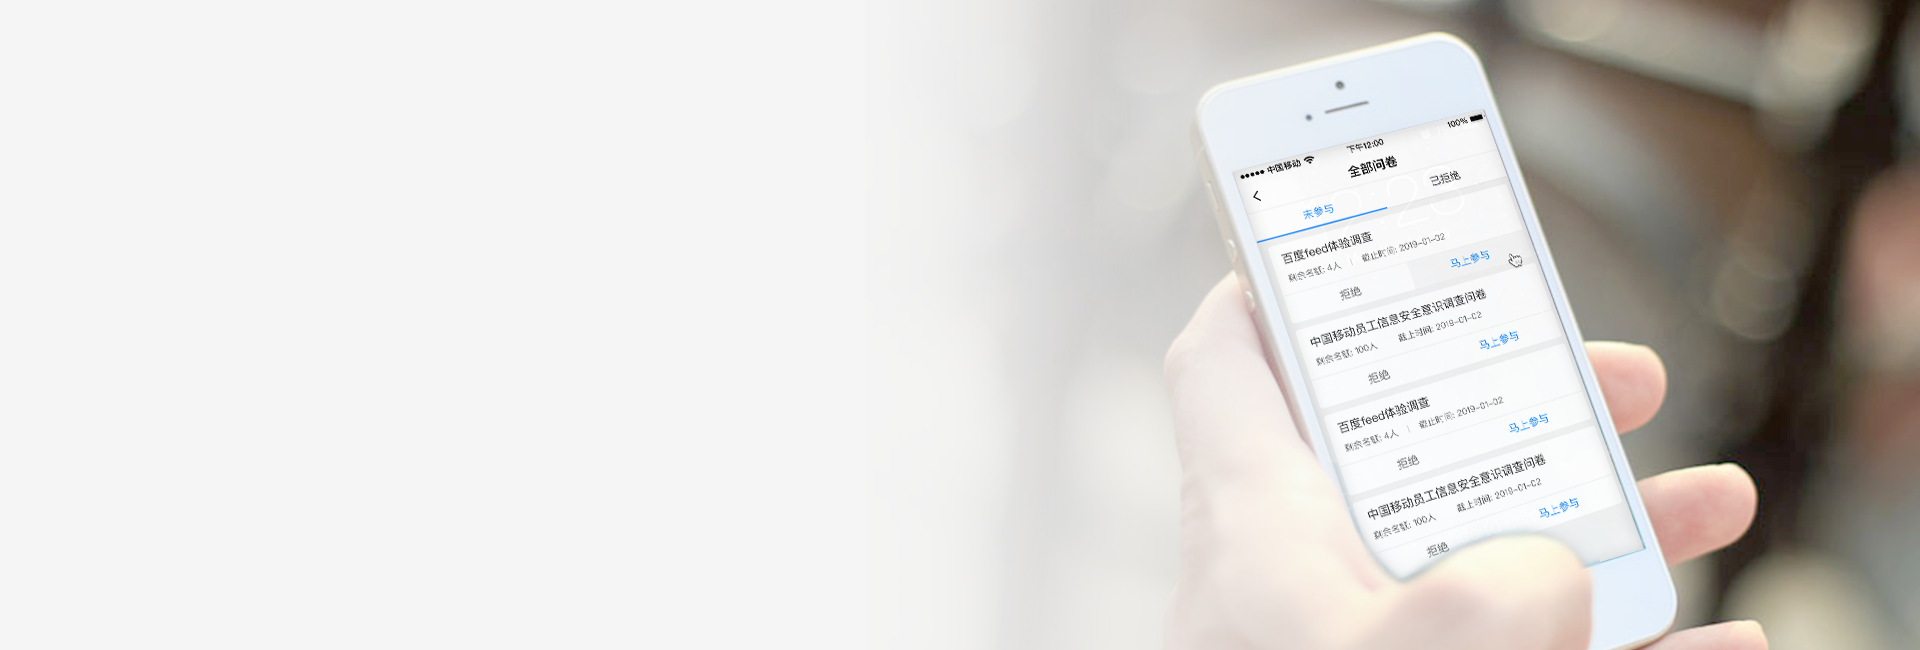 中国移动
下午12:00
100%
全部问卷
未参与
已拒绝
百度feed体验调查
剩余名额: 4人 | 截止时间: 2019-01-02
拒绝
马上参与
中国移动员工信息安全意识调查问卷
剩余名额: 100人 截止时间: 2019-01-02
拒绝
马上参与
百度feed体验调查
剩余名额: 4人 | 截止时间: 2019-01-02
拒绝
马上参与
中国移动员工信息安全意识调查问卷
剩余名额: 100人 截止时间: 2019-01-02
拒绝
马上参与